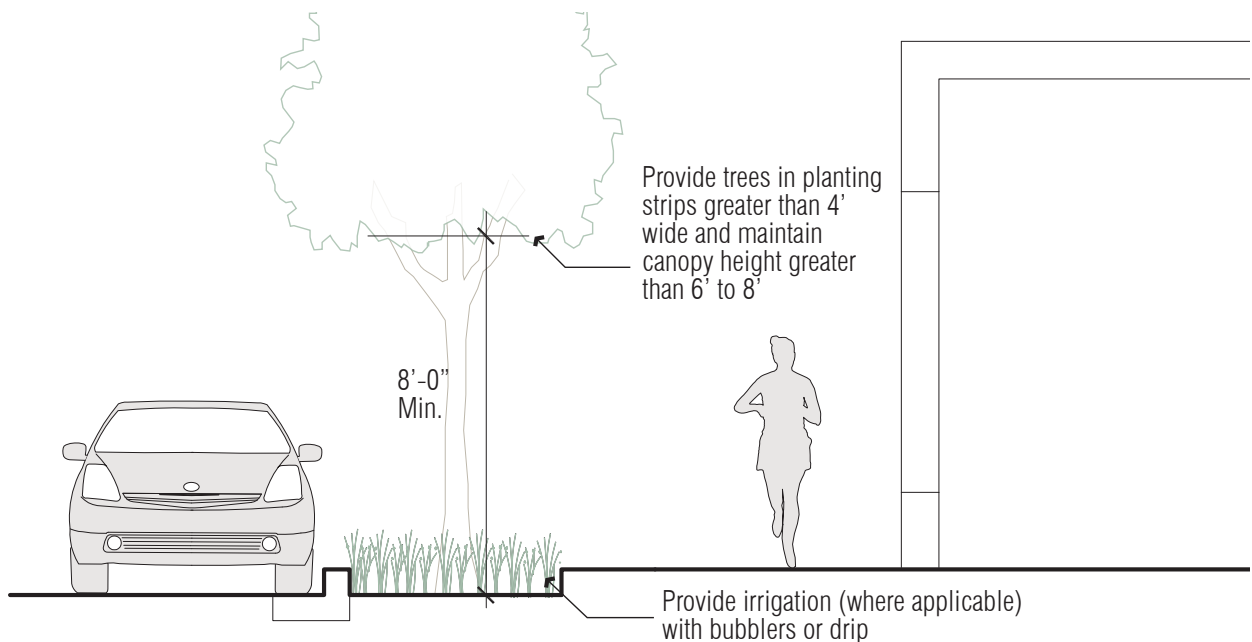 Provide trees in planting
strips greater than 4’
wide and maintain
canopy height greater
than 6’ to 8’
8’-0”
Min.
Provide irrigation (where applicable)
with bubblers or drip